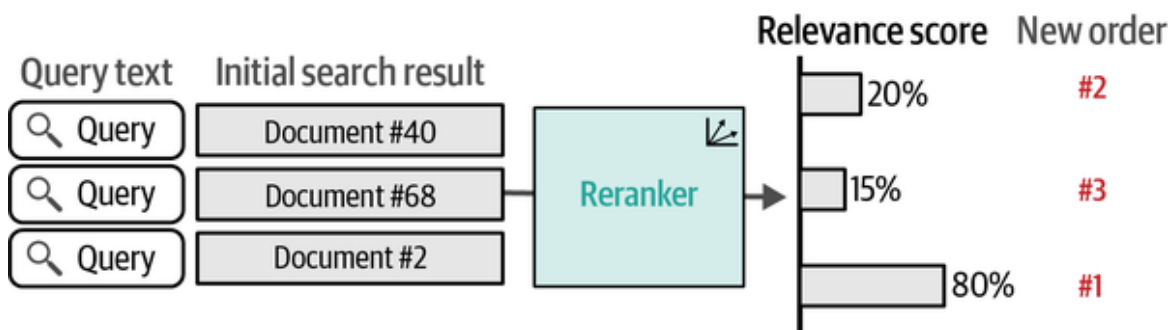 Relevance score New order
Query text Initial search result
Query Document #40 20% #2
Query Document #68 Reranker 15% #3
Query Document #2 80% #1